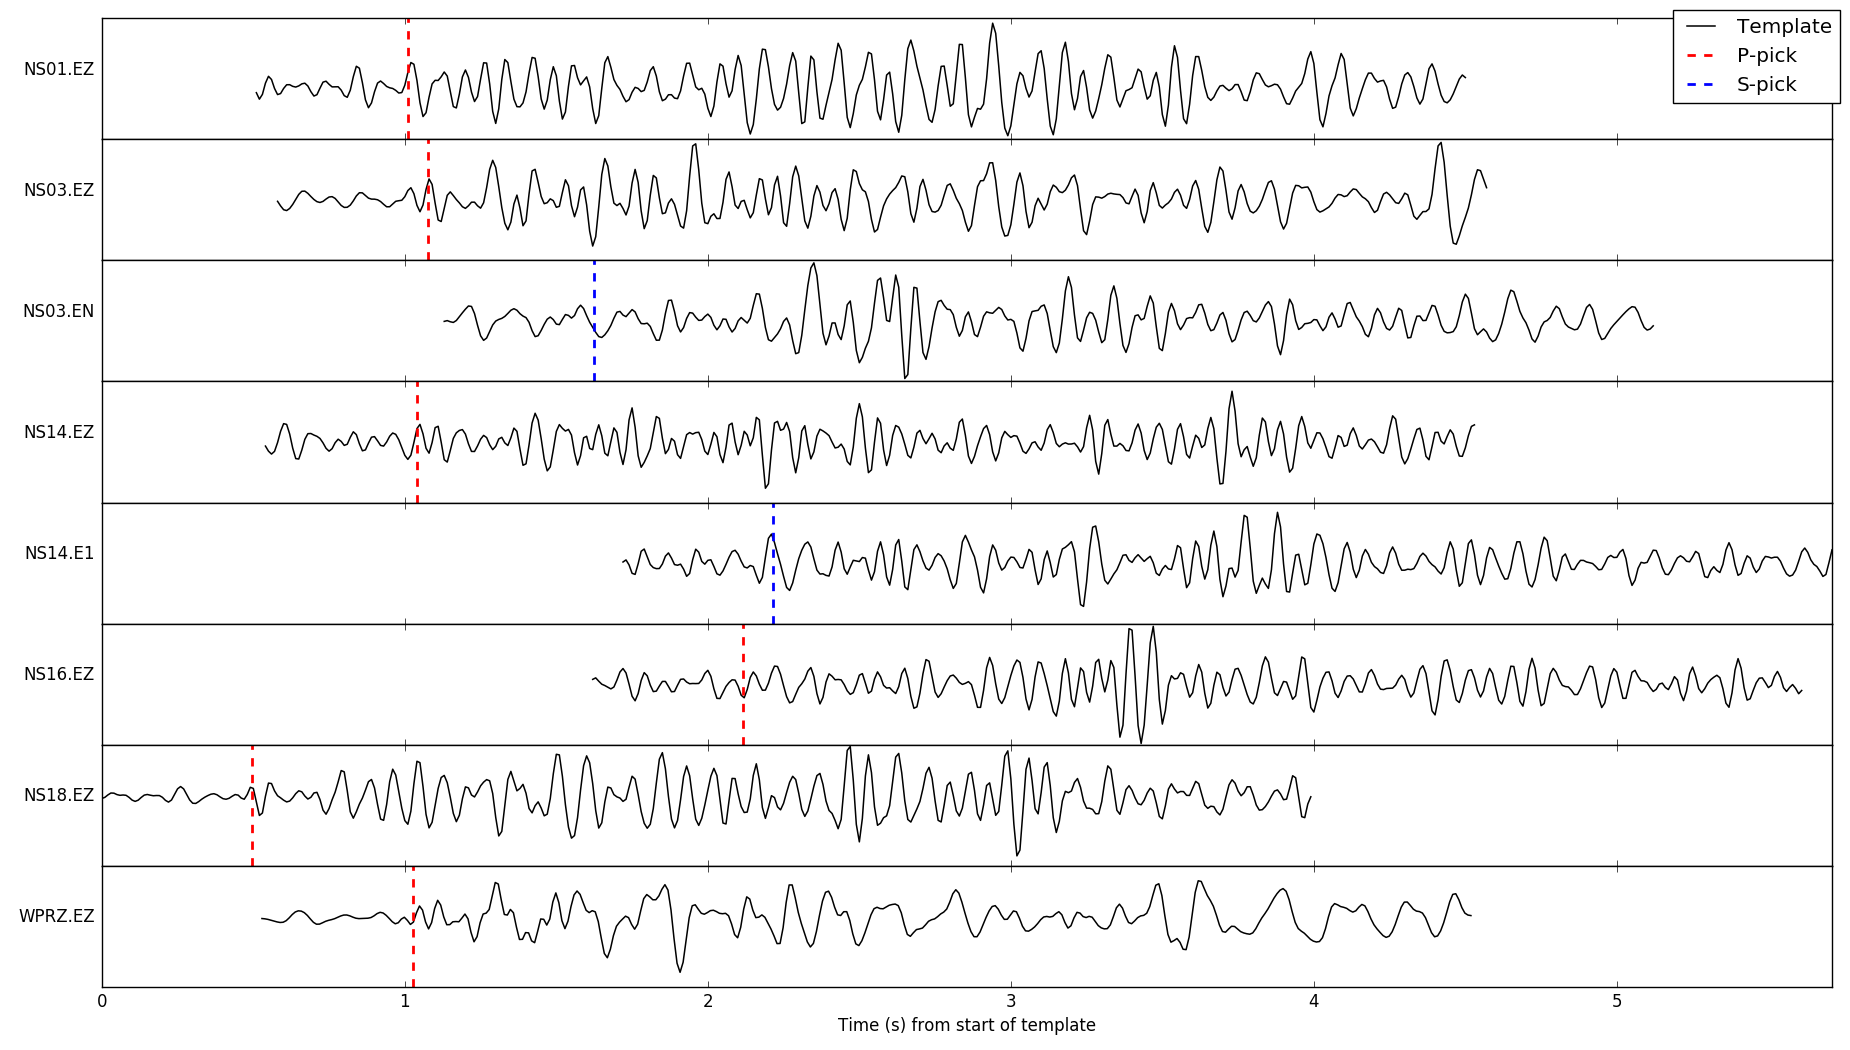 Template
P-pick
S-pick
NS01.EZ
NS03.EZ
NS03.EN
NS14.EZ
NS14.E1
NS16.EZ
NS18.EZ
WPRZ.EZ
0 1 2 3 4 5
Time (s) from start of template